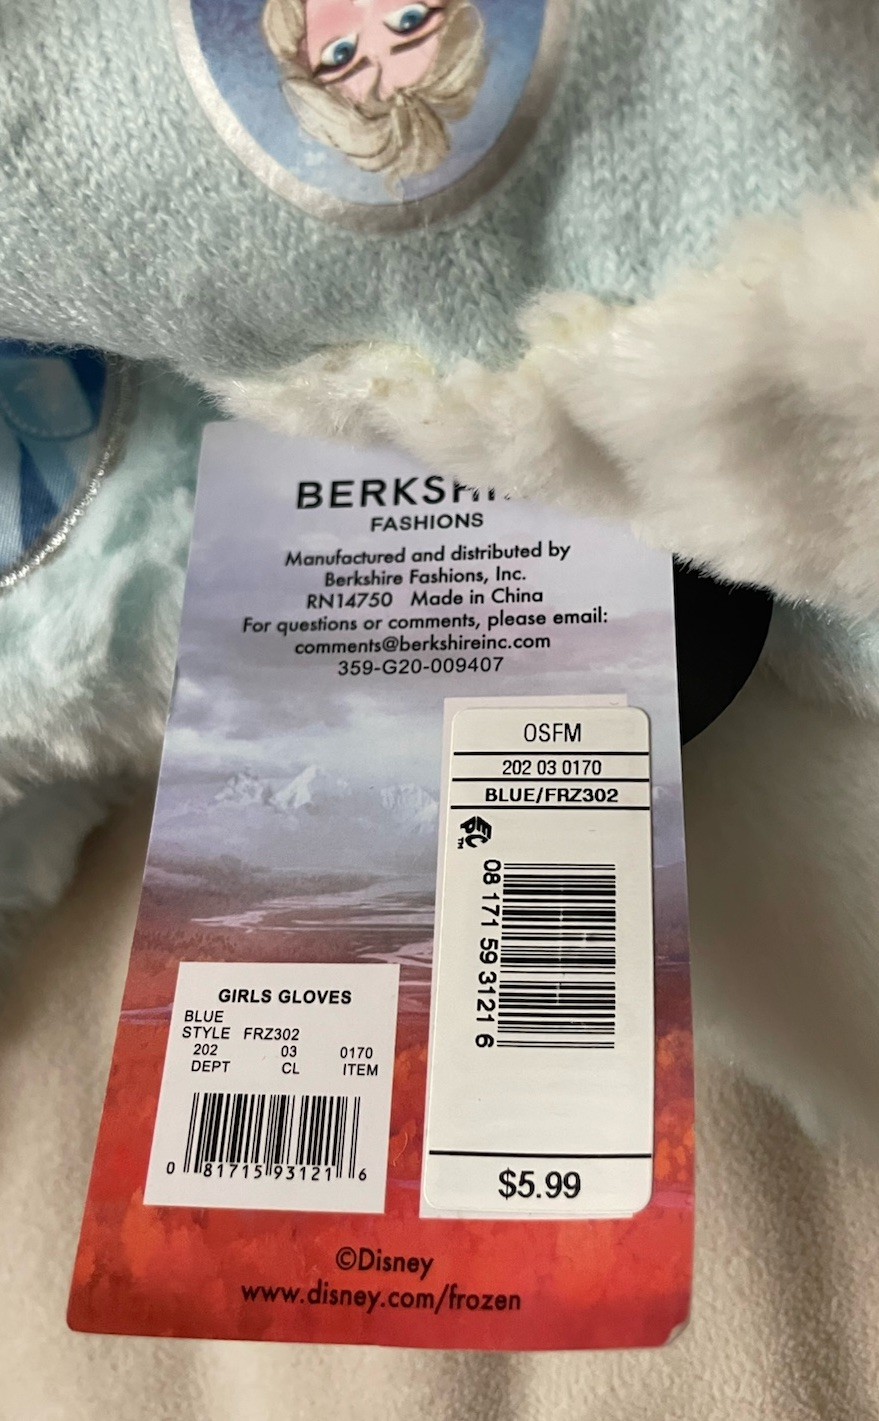 FASHIONS
Manufactured and distributed by
Berkshire Fashions, Inc.
RN14750 Made in China
For questions or comments, please email:
comments@berkshireinc.com
359-G20-009407
OSFM
202 03 0170
BLUE/FRZ302
ECP™
08 171 59 3121 6
$5.99
GIRLS GLOVES
BLUE
STYLE FRZ302
202 03 0170
DEPT CL ITEM
0 81715 93121 6
©Disney
www.disney.com/frozen